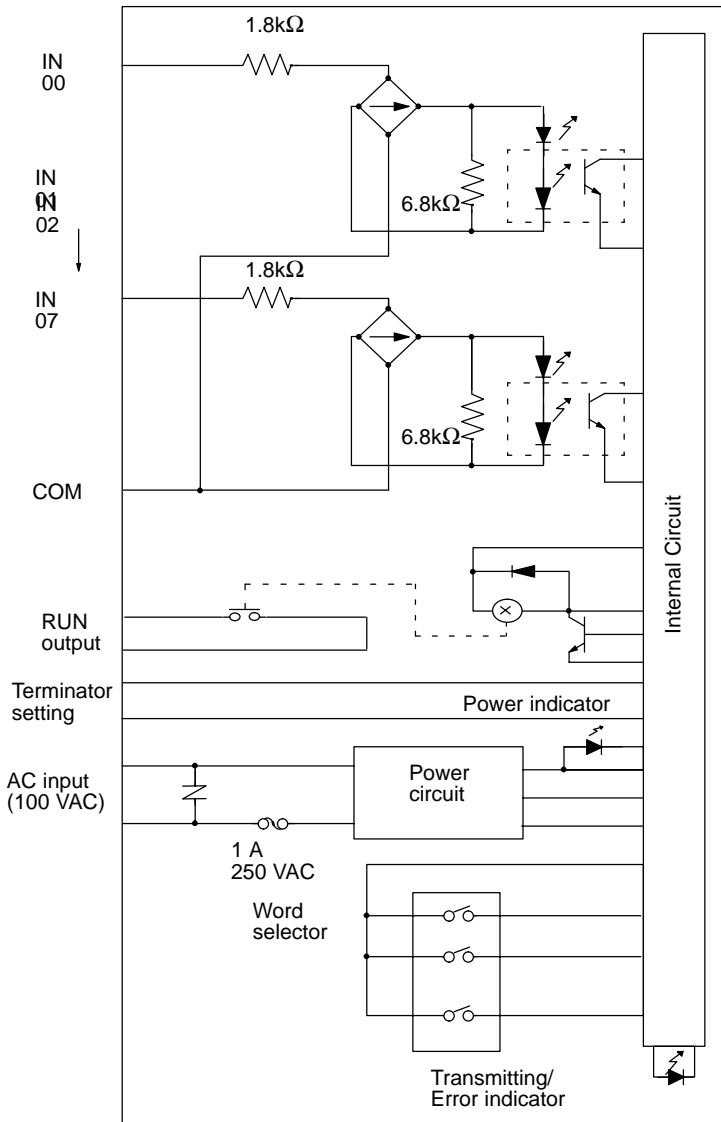 1.8kΩ
IN
00
IN
01
IN
02
6.8kΩ
1.8kΩ
IN
07
6.8kΩ
COM
Internal Circuit
RUN
output
X
Terminator
setting
Power indicator
AC input
(100 VAC)
Power
circuit
1 A
250 VAC
Word
selector
Transmitting/
Error indicator